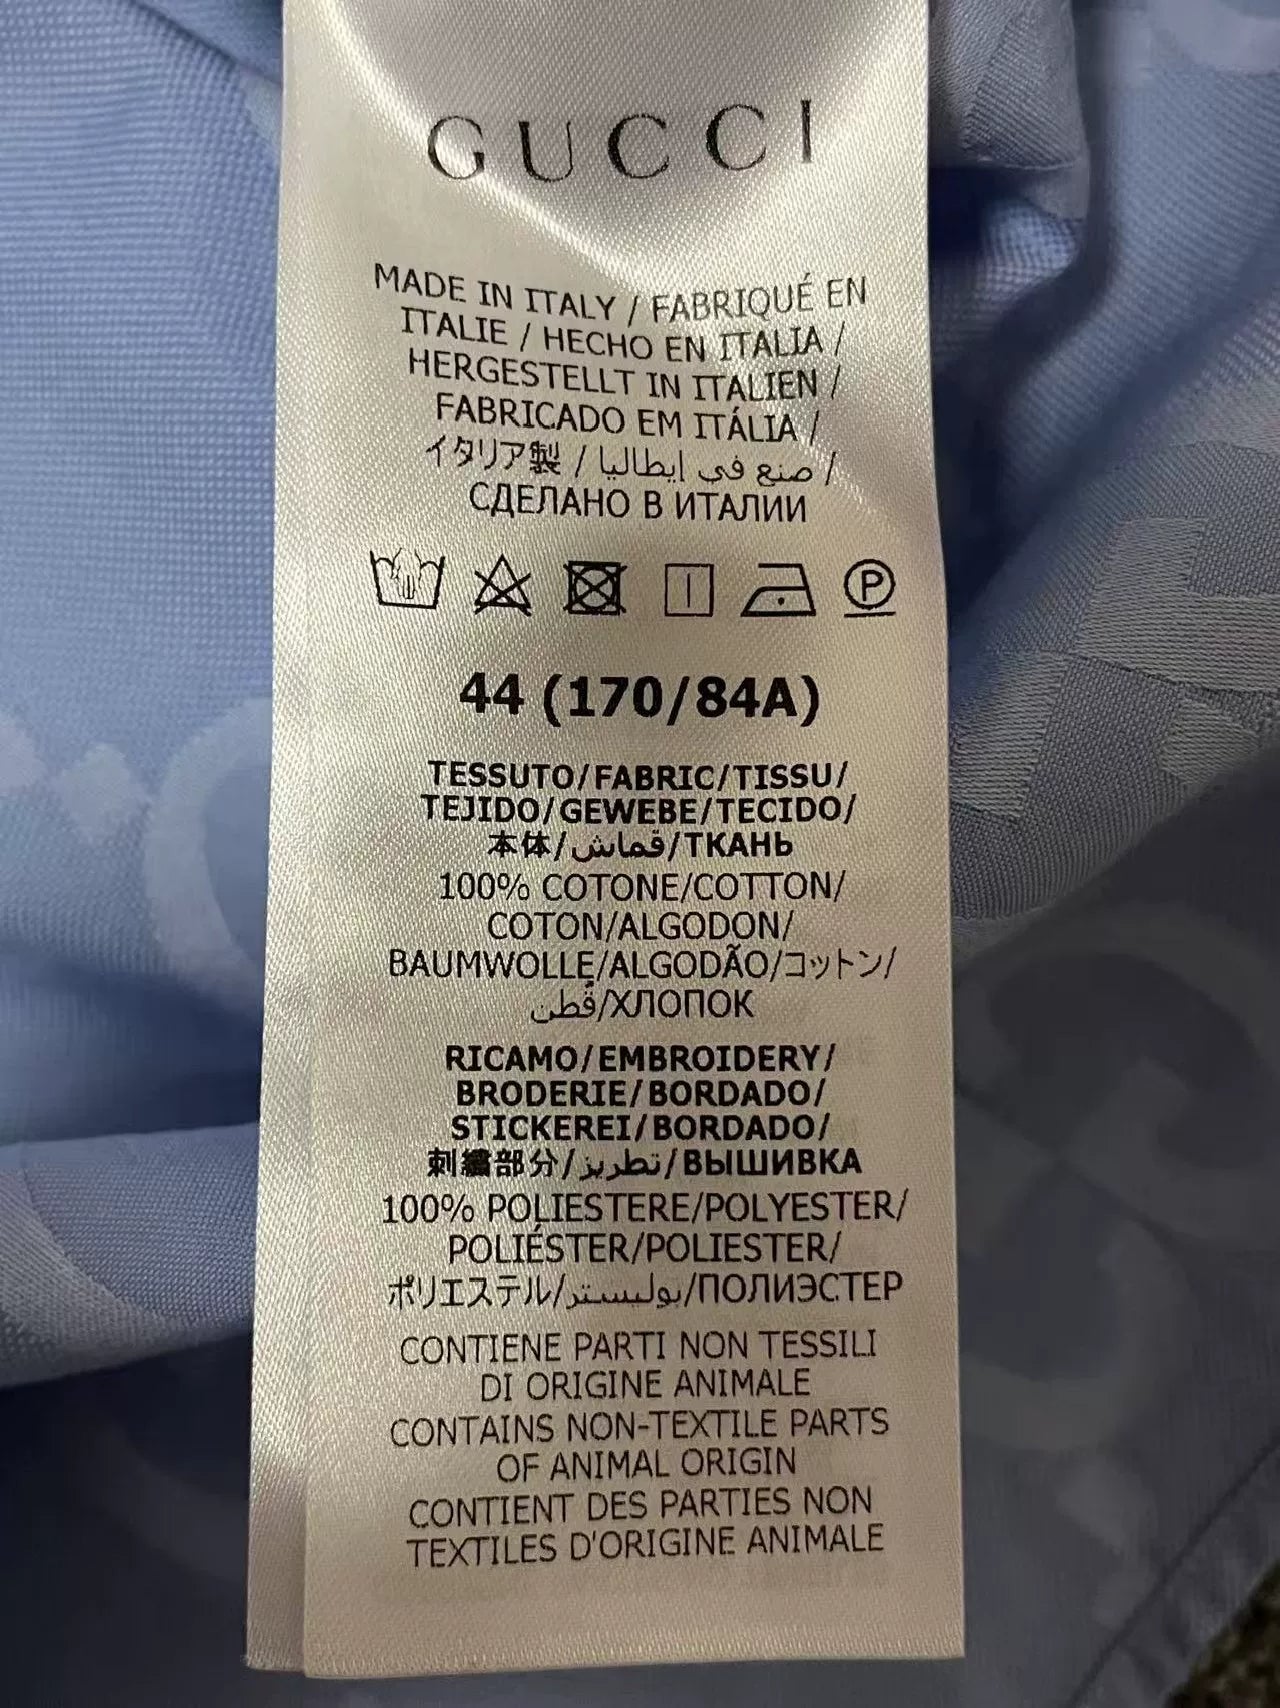 GUCCI
MADE IN ITALY / FABRIQUÉ EN
ITALIE / HECHO EN ITALIA /
HERGESTELLT IN ITALIEN /
FABRICADO EM ITÁLIA /
イタリア製 / صنع في ايطاليا /
СДЕЛАНО В ИТАЛИИ
P
44 (170/84A)
TESSUTO/FABRIC/TISSU/
TEJIDO/GEWEBE/TECIDO/
本体/قماش/ТКАНЬ
100% COTONE/COTTON/
COTON/ALGODON/
BAUMWOLLE/ALGODÃO/コットン/
قُطن/ХЛОПОК
RICAMO/EMBROIDERY/
BRODERIE/BORDADO/
STICKEREI/BORDADO/
刺繍部分/تطريز/ВЫШИВКА
100% POLIESTERE/POLYESTER/
POLIÉSTER/POLIESTER/
ポリエステル/بوليستر/ПОЛИЭСТЕР
CONTIENE PARTI NON TESSILI
DI ORIGINE ANIMALE
CONTAINS NON-TEXTILE PARTS
OF ANIMAL ORIGIN
CONTIENT DES PARTIES NON
TEXTILES D'ORIGINE ANIMALE